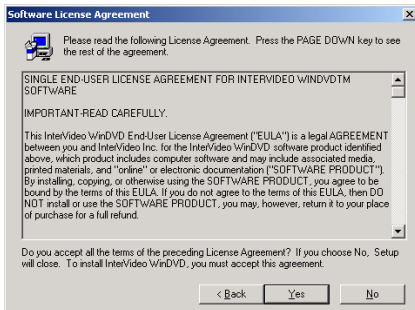 Software License Agreement
Please read the following License Agreement. Press the PAGE DOWN key to see
the rest of the agreement.
SINGLE END-USER LICENSE AGREEMENT FOR INTERVIDEO WINDVDTM
SOFTWARE
IMPORTANT-READ CAREFULLY.
This InterVideo WinDVD End-User License Agreement ("EULA") is a legal AGREEMENT
between you and InterVideo Inc. for the InterVideo WinDVD software product identified
above, which product includes computer software and may include associated media,
printed materials, and "online" or electronic documentation ("SOFTWARE PRODUCT").
By installing, copying, or otherwise using the SOFTWARE PRODUCT, you agree to be
bound by the terms of this EULA. If you do not agree to the terms of this EULA, then DO
NOT install or use the SOFTWARE PRODUCT, you may, however, return it to your place
of purchase for a full refund.
Do you accept all the terms of the preceding License Agreement? If you choose No, Setup
will close. To install InterVideo WinDVD, you must accept this agreement.
< Back Yes No